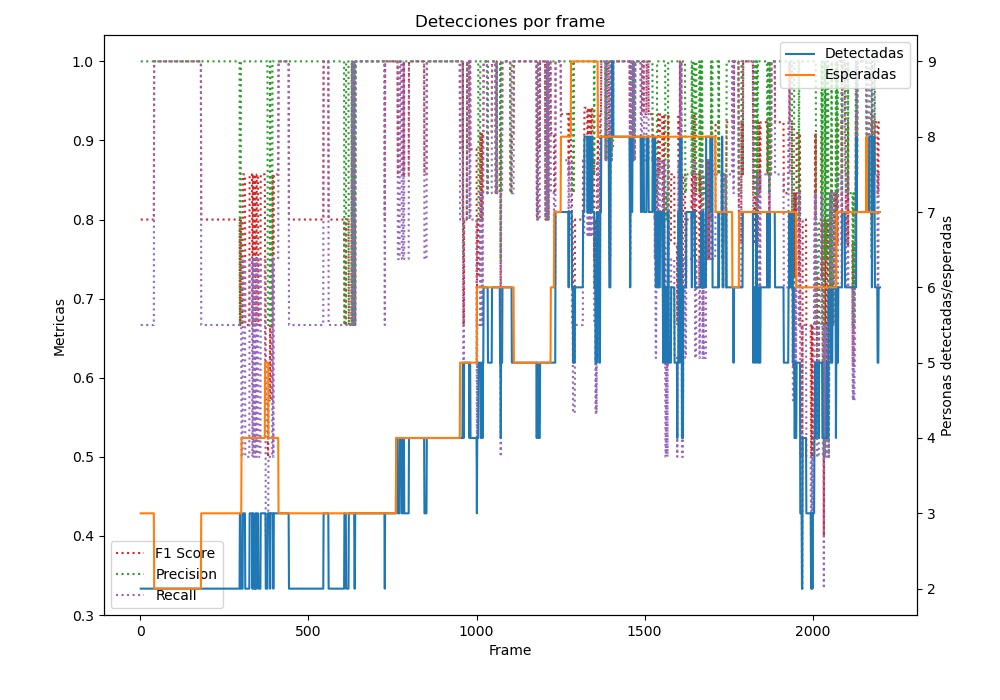 Detecciones por frame
Metricas
1.0
0.9
0.8
0.7
0.6
0.5
0.4
0.3
Detectadas
Esperadas
F1 Score
Precision
Recall
9
8
7
6
5
4
3
2
Personas detectadas/esperadas
0
500
1000
1500
2000
Frame